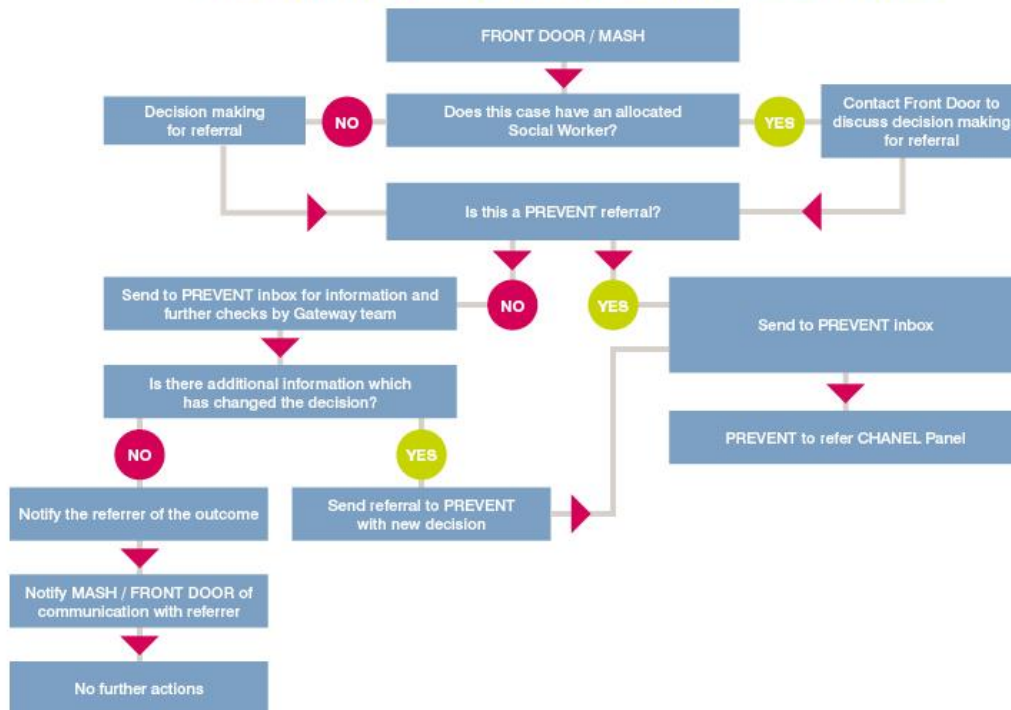 FRONT DOOR / MASH
Decision making
for referral
NO
Does this case have an allocated
Social Worker?
YES
Contact Front Door to
discuss decision making
for referral
Is this a PREVENT referral?
Send to PREVENT inbox for information and
further checks by Gateway team
NO
YES
Send to PREVENT inbox
Is there additional information which
has changed the decision?
PREVENT to refer CHANEL Panel
NO
YES
Notify the referrer of the outcome
Send referral to PREVENT
with new decision
Notify MASH / FRONT DOOR of
communication with referrer
No further actions